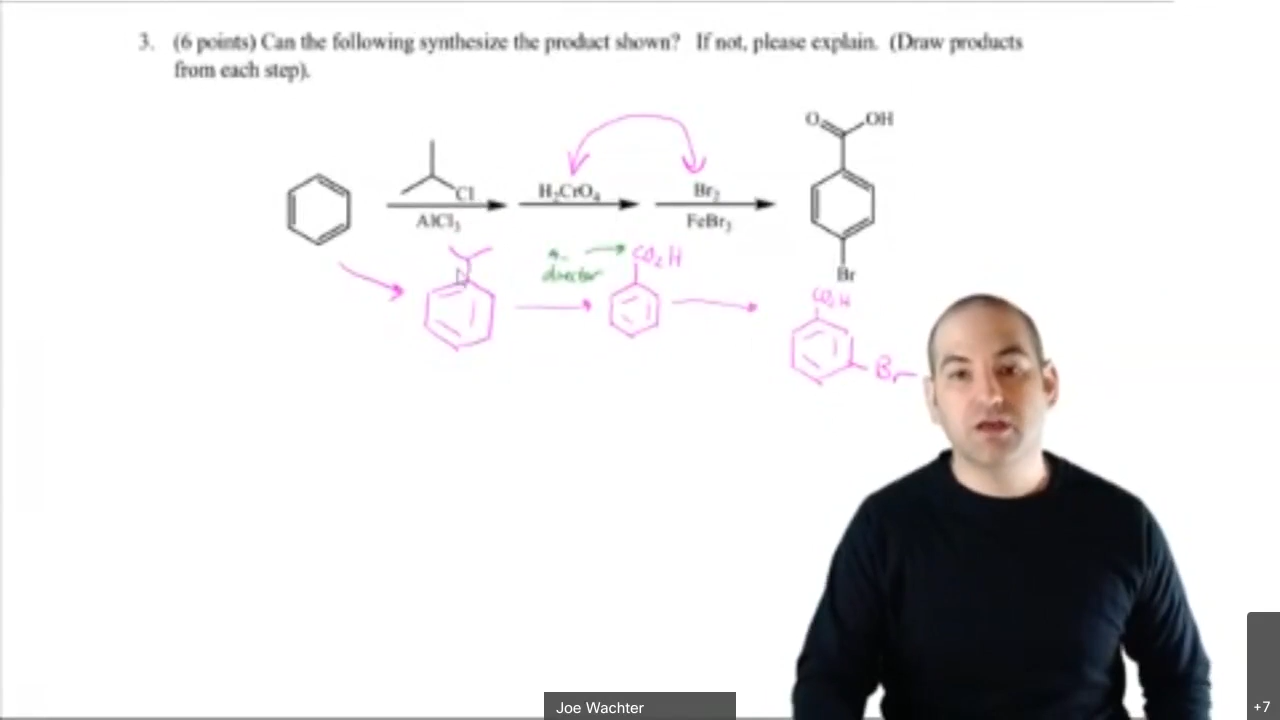 3. (6 points) Can the following synthesize the product shown? If not, please explain. (Draw products
from each step).
O OH
Cl H₂CrO₄ Br₂
AlCl₃ FeBr₃
CO₂H
director
Br
CO₂H
Br
Joe Wachter
+7